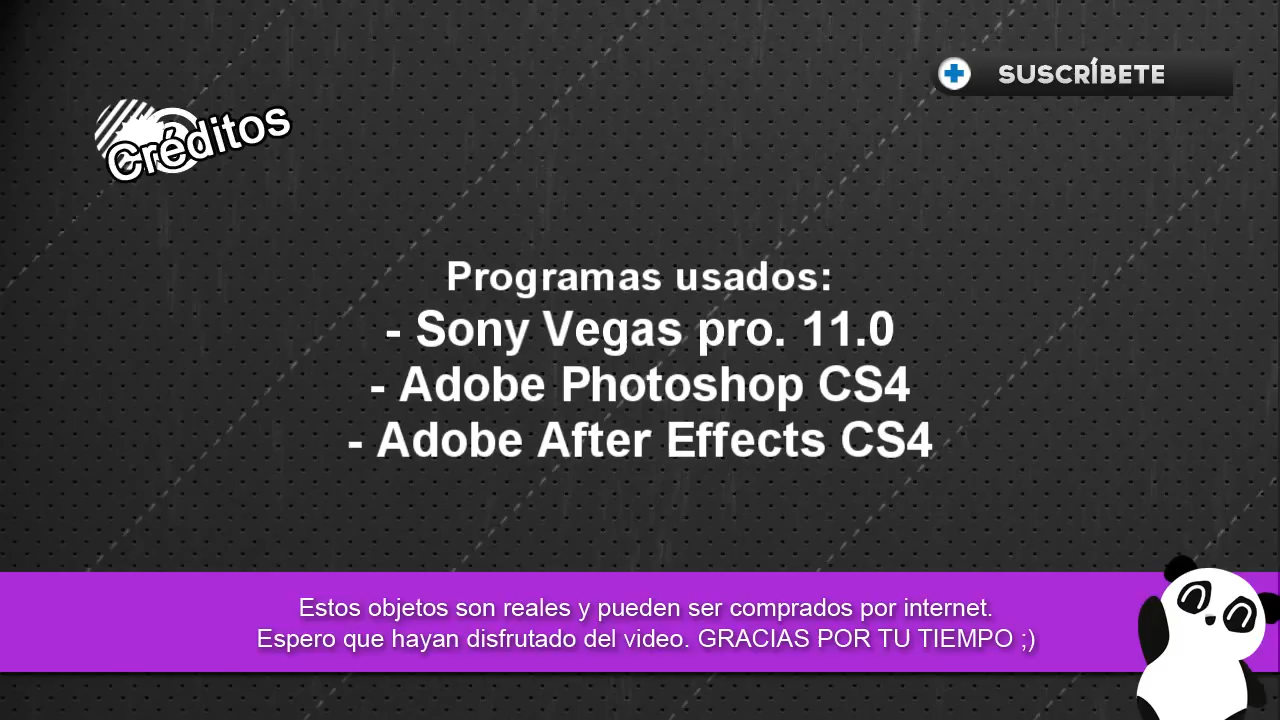 SUSCRÍBETE
Créditos
Programas usados:
- Sony Vegas pro. 11.0
- Adobe Photoshop CS4
- Adobe After Effects CS4
Estos objetos son reales y pueden ser comprados por internet.
Espero que hayan disfrutado del video. GRACIAS POR TU TIEMPO ;)